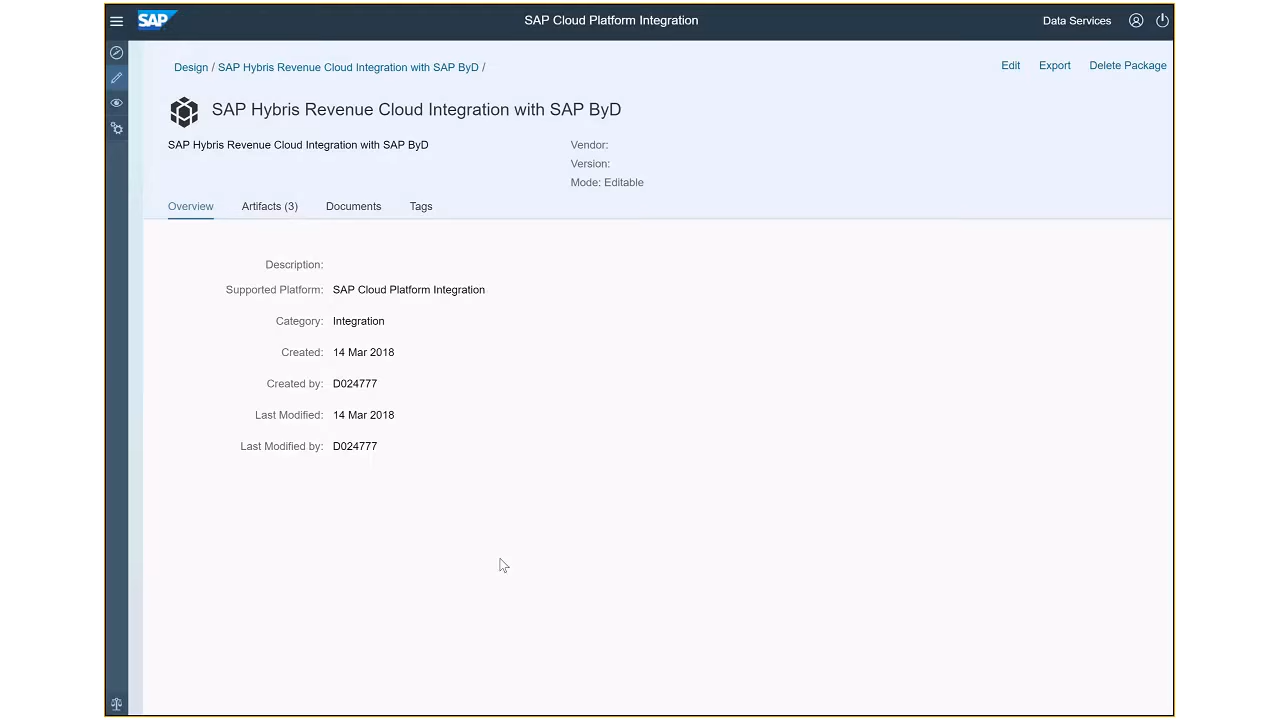 SAP SAP Cloud Platform Integration Data Services
Design / SAP Hybris Revenue Cloud Integration with SAP ByD / Edit Export Delete Package
SAP Hybris Revenue Cloud Integration with SAP ByD
SAP Hybris Revenue Cloud Integration with SAP ByD Vendor:
Version:
Mode: Editable
Overview Artifacts (3) Documents Tags
Description:
Supported Platform: SAP Cloud Platform Integration
Category: Integration
Created: 14 Mar 2018
Created by: D024777
Last Modified: 14 Mar 2018
Last Modified by: D024777